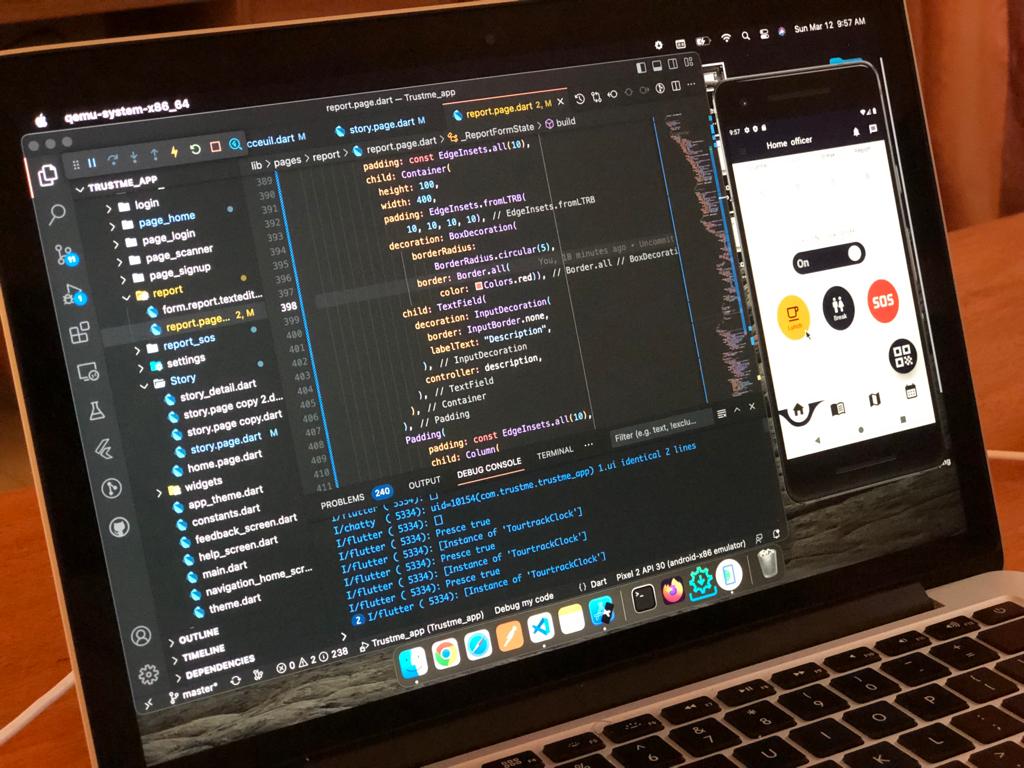 qemu-system-x86_64
Sun Mar 12 9:57 AM
report.page.dart — Trustme_app
cceuil.dart M
story.page.dart M
report.page.dart 2, M
lib > pages > report > report.page.dart > _ReportFormState > build
TRUSTME_APP
login
page_home
page_login
page_scanner
page_signup
report
form.report.textedit...
report.page... 2, M
report_sos
settings
Story
story_detail.dart
story.page copy 2.d...
story.page copy.dart
story.page.dart M
home.page.dart
widgets
app_theme.dart
constants.dart
feedback_screen.dart
help_screen.dart
main.dart
navigation_home_scr...
theme.dart
OUTLINE
TIMELINE
DEPENDENCIES
389
390
391
392
393
394
395
396
397
398
399
400
401
402
403
404
405
406
407
408
409
410
411
padding: const EdgeInsets.all(10),
child: Container(
height: 100,
width: 400,
padding: EdgeInsets.fromLTRB(
10, 10, 10, 10), // EdgeInsets.fromLTRB
decoration: BoxDecoration(
borderRadius:
BorderRadius.circular(5),
border: Border.all(
You, 18 minutes ago • Uncommit
color: Colors.red)), // Border.all // BoxDecorati
child: TextField(
decoration: InputDecoration(
border: InputBorder.none,
labelText: "Description",
), // InputDecoration
controller: description,
), // TextField
), // Container
), // Padding
Padding(
padding: const EdgeInsets.all(10),
child: Column(
PROBLEMS 240 OUTPUT DEBUG CONSOLE TERMINAL ... Filter (e.g. text, !exclu...
I/flutter ( 5334): []
I/chatty ( 5334): uid=10154(com.trustme.trustme_app) 1.ui identical 2 lines
I/flutter ( 5334): []
I/flutter ( 5334): Presce true
I/flutter ( 5334): [Instance of 'TourtrackClock']
I/flutter ( 5334): Presce true
I/flutter ( 5334): [Instance of 'TourtrackClock']
I/flutter ( 5334): Presce true
2 I/flutter ( 5334): [Instance of 'TourtrackClock']
master* 0 2 238 Trustme_app (Trustme_app) Debug my code {} Dart Pixel 2 API 30 (android-x86 emulator)
9:57
Home officer
On
Lunch
Break
SOS